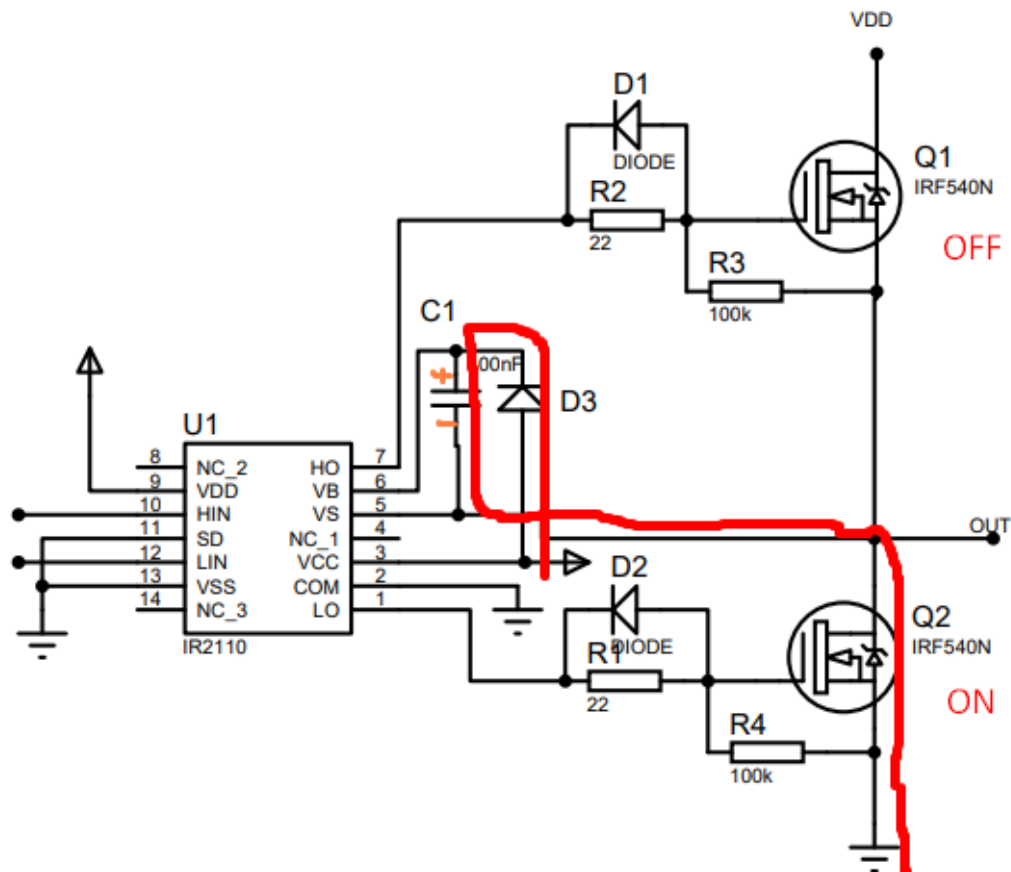 VDD
D1
DIODE
Q1
IRF540N
R2
22
OFF
R3
100k
C1
00nF
D3
U1
8 NC_2 HO 7
9 VDD VB 6
10 HIN VS 5
11 SD NC_1 4
12 LIN VCC 3
13 VSS COM 2
14 NC_3 LO 1
IR2110
OUT
D2
DIODE
Q2
IRF540N
R1
22
ON
R4
100k